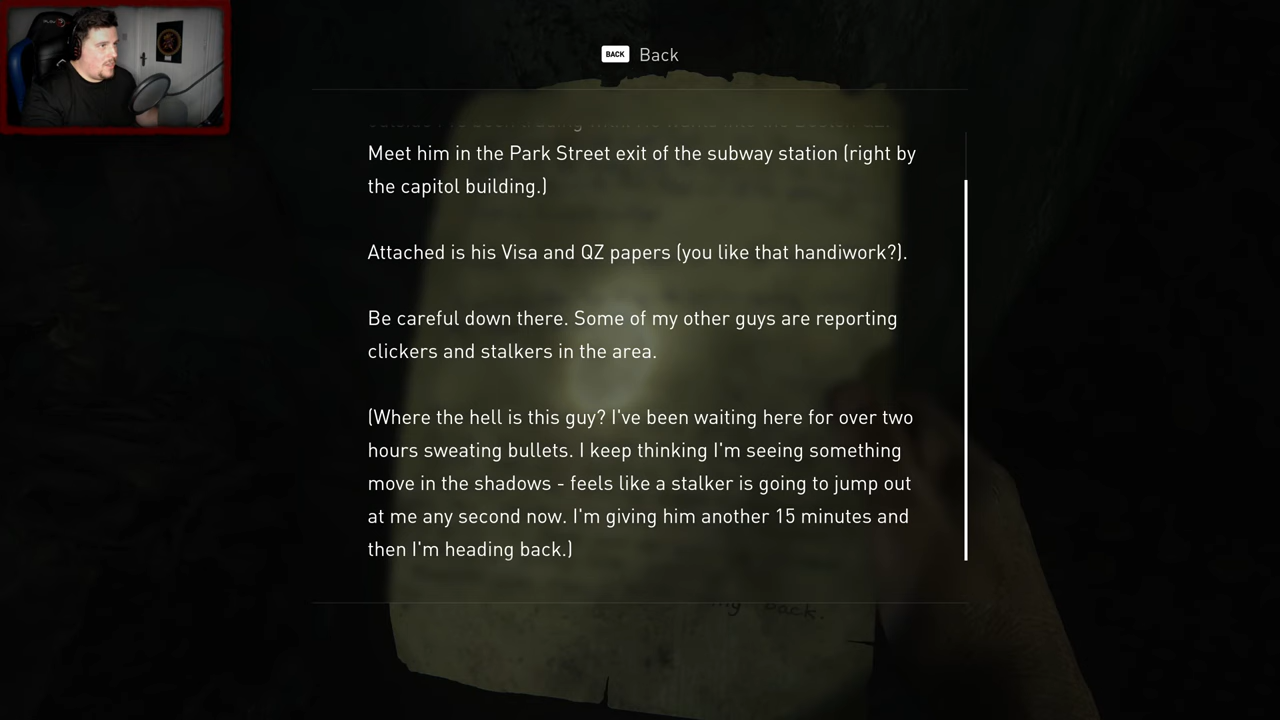 BACK Back
Meet him in the Park Street exit of the subway station (right by
the capitol building.)
Attached is his Visa and QZ papers (you like that handiwork?).
Be careful down there. Some of my other guys are reporting
clickers and stalkers in the area.
(Where the hell is this guy? I've been waiting here for over two
hours sweating bullets. I keep thinking I'm seeing something
move in the shadows - feels like a stalker is going to jump out
at me any second now. I'm giving him another 15 minutes and
then I'm heading back.)
back.